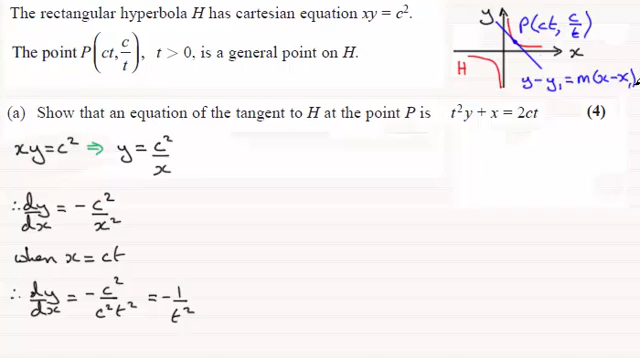 The rectangular hyperbola H has cartesian equation xy = c².
The point P(ct, c/t), t > 0, is a general point on H.
y
P(ct, c/t)
x
H
y-y₁=m(x-x₁)
(a) Show that an equation of the tangent to H at the point P is t²y + x = 2ct (4)
xy=c² ⇒ y = c²/x
∴ dy/dx = -c²/x²
when x = ct
∴ dy/dx = -c²/c²t² = -1/t²